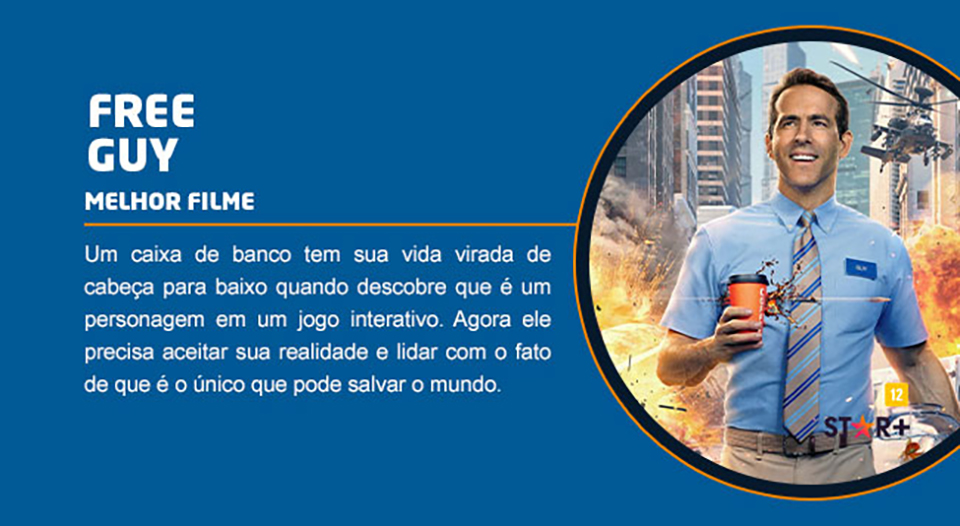 FREE
GUY
MELHOR FILME
Um caixa de banco tem sua vida virada de
cabeça para baixo quando descobre que é um
personagem em um jogo interativo. Agora ele
precisa aceitar sua realidade e lidar com o fato
de que é o único que pode salvar o mundo.
GUY
12
ST★R+